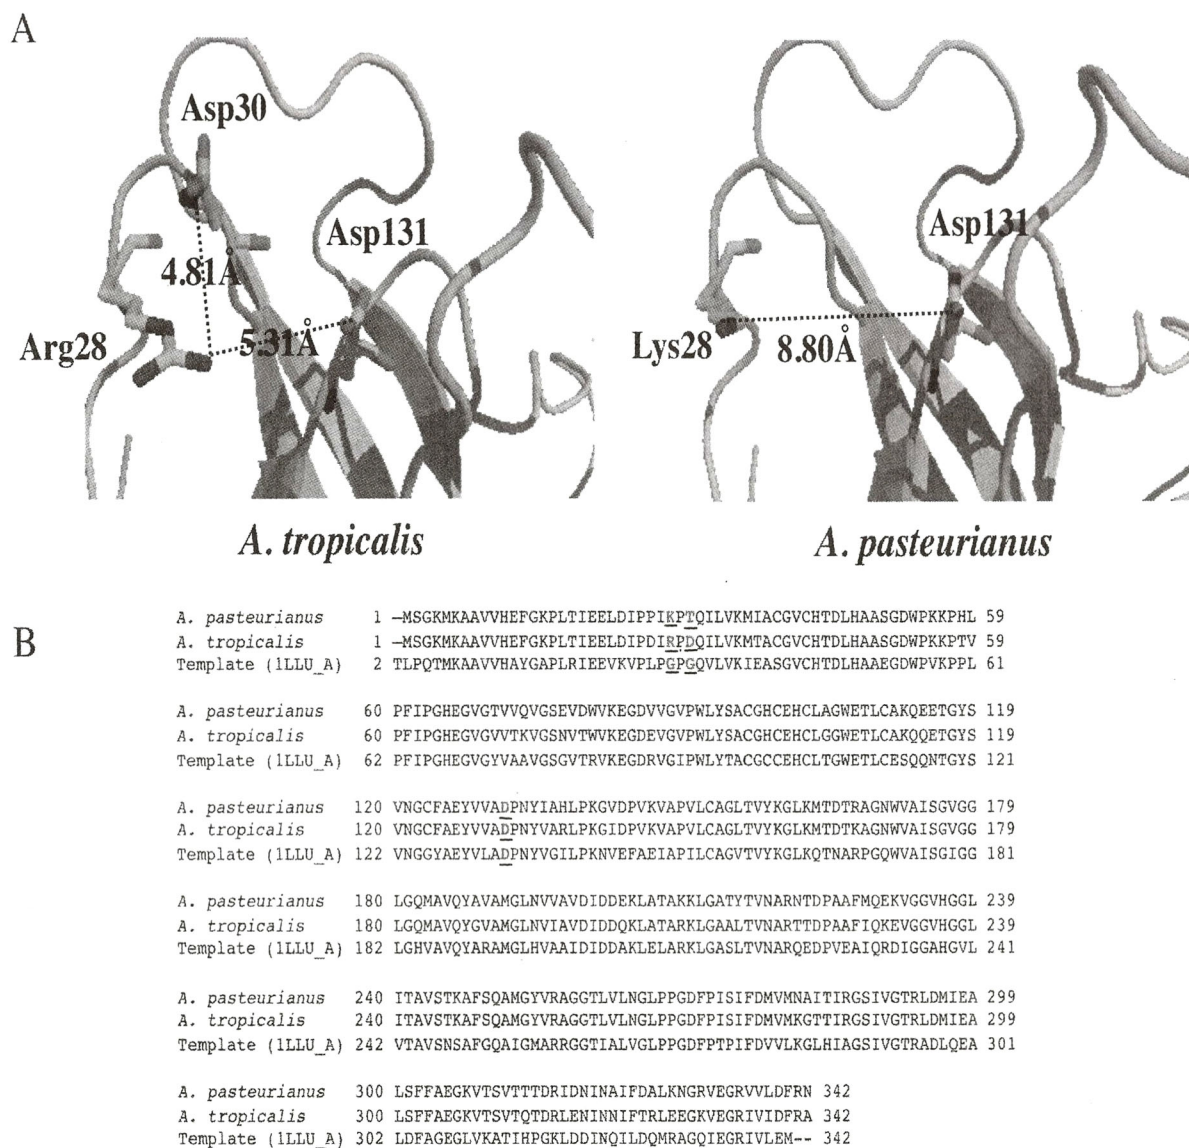 A
Asp30
Asp131
4.81Å
Arg28
5.31Å
A. tropicalis
Asp131
Lys28
8.80Å
A. pasteurianus
B
A. pasteurianus 1 —MSGKMKAAVVHEFGKPLTIEELDIPPIKPTQILVKMIACGVCHTDLHAASGDWPKKPHL 59
A. tropicalis 1 —MSGKMKAAVVHEFGKPLTIEELDIPDIRPDQILVKMTACGVCHTDLHAASGDWPKKPTV 59
Template (1LLU_A) 2 TLPQTMKAAVVHAYGAPLRIEEVKVPLPGPGQVLVKIEASGVCHTDLHAAEGDWPVKPPL 61
A. pasteurianus 60 PFIPGHEGVGTVVQVGSEVDWVKEGDVVGVPWLYSACGHCEHCLAGWETLCAKQEETGYS 119
A. tropicalis 60 PFIPGHEGVGVVTKVGSNVTWVKEGDEVGVPWLYSACGHCEHCLGGWETLCAKQQETGYS 119
Template (1LLU_A) 62 PFIPGHEGVGYVAAVGSGVTRVKEGDRVGIPWLYTACGCCEHCLTGWETLCESQQNTGYS 121
A. pasteurianus 120 VNGCFAEYVVADPNYIAHLPKGVDPVKVAPVLCAGLTVYKGLKMTDTRAGNWVAISGVGG 179
A. tropicalis 120 VNGCFAEYVVADPNYVARLPKGIDPVKVAPVLCAGLTVYKGLKMTDTKAGNWVAISGVGG 179
Template (1LLU_A) 122 VNGGYAEYVLADPNYVGILPKNVEFAEIAPILCAGVTVYKGLKQTNARPGQWVAISGIGG 181
A. pasteurianus 180 LGQMAVQYAVAMGLNVVAVDIDDEKLATAKKLGATYTVNARNTDPAAFMQEKVGGVHGGL 239
A. tropicalis 180 LGQMAVQYGVAMGLNVIAVDIDDQKLATARKLGAALTVNARTTDPAAFIQKEVGGVHGGL 239
Template (1LLU_A) 182 LGHVAVQYARAMGLHVAAIDIDDAKLELARKLGASLTVNARQEDPVEAIQRDIGGAHGVL 241
A. pasteurianus 240 ITAVSTKAFSQAMGYVRAGGTLVLNGLPPGDFPISIFDMVMNAITIRGSIVGTRLDMIEA 299
A. tropicalis 240 ITAVSTKAFSQAMGYVRAGGTLVLNGLPPGDFPISIFDMVMKGTTIRGSIVGTRLDMIEA 299
Template (1LLU_A) 242 VTAVSNSAFGQAIGMARRGGTIALVGLPPGDFPTPIFDVVLKGLHIAGSIVGTRADLQEA 301
A. pasteurianus 300 LSFFAEGKVTSVTTTDRIDNINAIFDALKNGRVEGRVVLDFRN 342
A. tropicalis 300 LSFFAEGKVTSVTQTDRLENINNIFTRLEEGKVEGRIVIDFRA 342
Template (1LLU_A) 302 LDFAGEGLVKATIHPGKLDDINQILDQMRAGQIEGRIVLEM-- 342